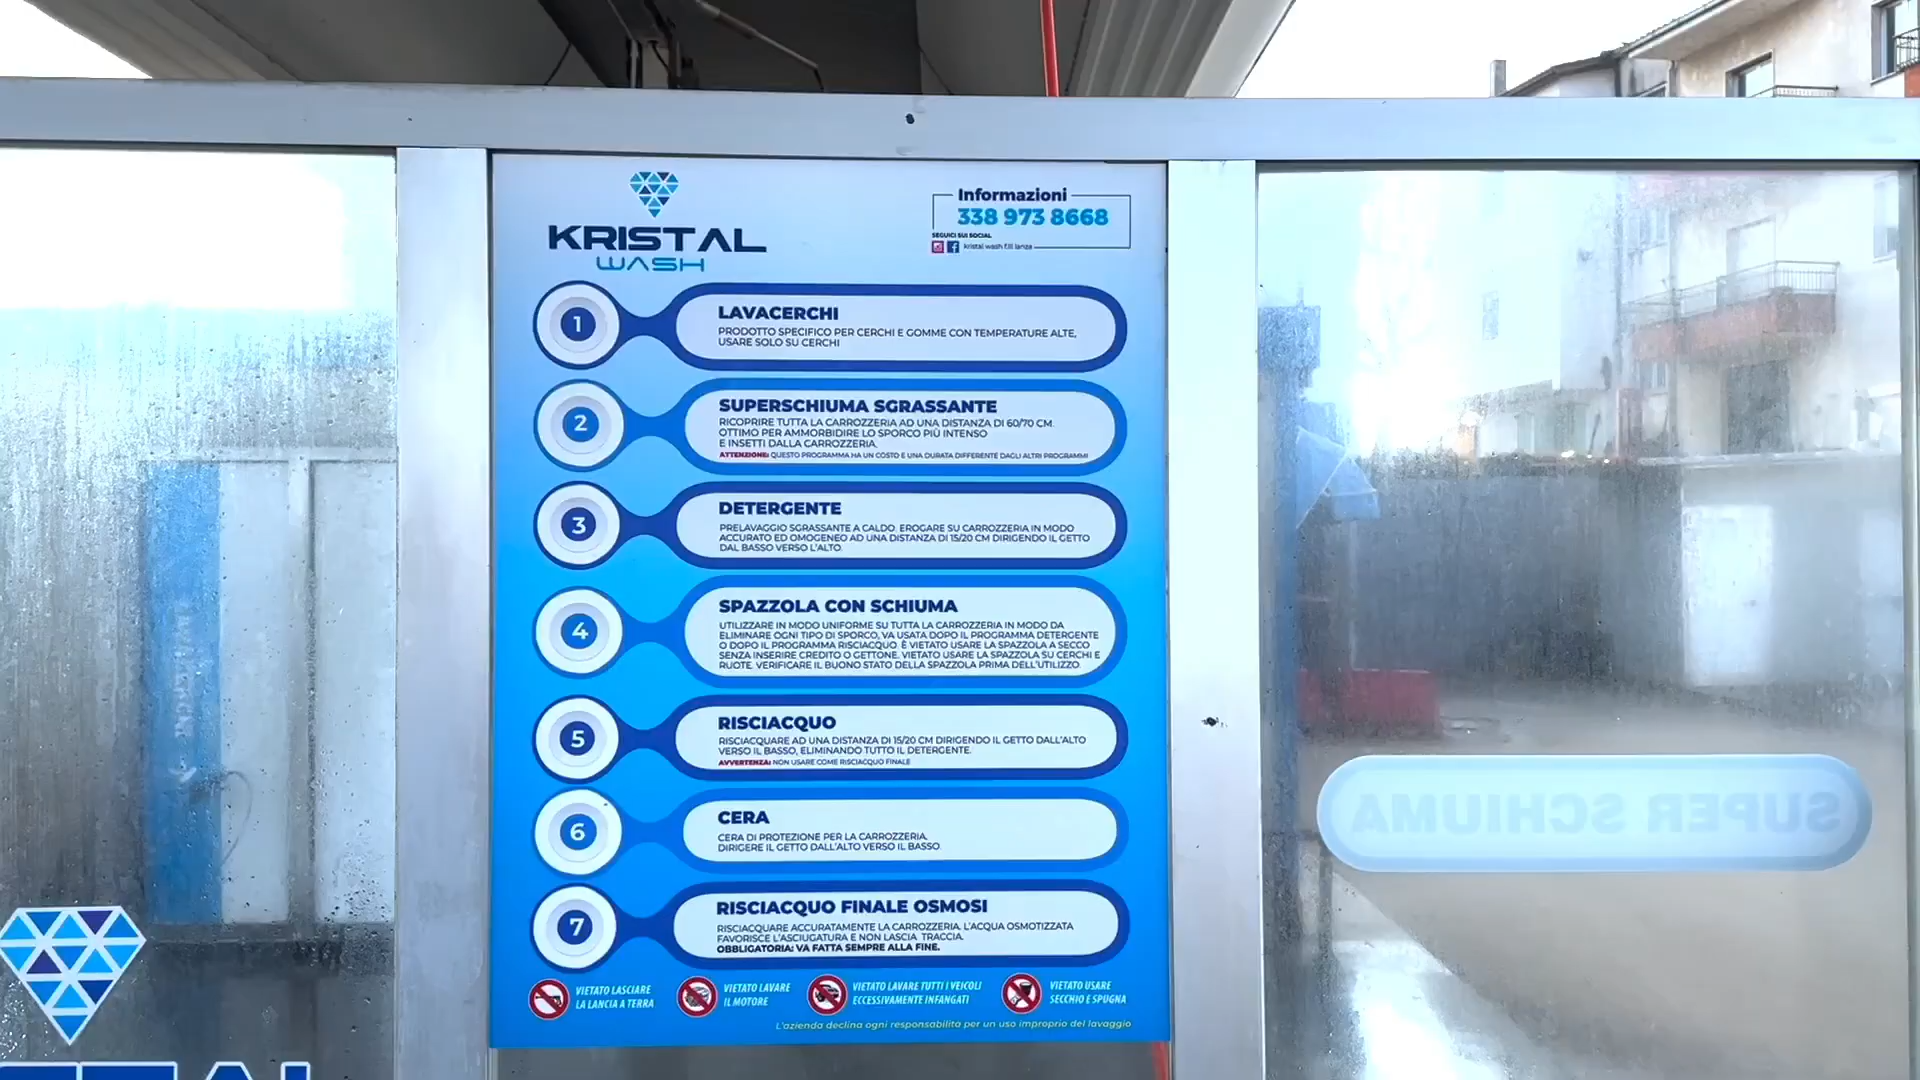 KRISTAL
WASH
Informazioni
338 973 8668
SEGUICI SUI SOCIAL
kristal wash f.lli lanza
1
LAVACERCHI
PRODOTTO SPECIFICO PER CERCHI E GOMME CON TEMPERATURE ALTE,
USARE SOLO SU CERCHI
2
SUPERSCHIUMA SGRASSANTE
RICOPRIRE TUTTA LA CARROZZERIA AD UNA DISTANZA DI 60/70 CM.
OTTIMO PER AMMORBIDIRE LO SPORCO PIÙ INTENSO
E INSETTI DALLA CARROZZERIA.
ATTENZIONE: QUESTO PROGRAMMA HA UN COSTO E UNA DURATA DIFFERENTE DAGLI ALTRI PROGRAMMI
3
DETERGENTE
PRELAVAGGIO SGRASSANTE A CALDO. EROGARE SU CARROZZERIA IN MODO
ACCURATO ED OMOGENEO AD UNA DISTANZA DI 15/20 CM DIRIGENDO IL GETTO
DAL BASSO VERSO L'ALTO.
4
SPAZZOLA CON SCHIUMA
UTILIZZARE IN MODO UNIFORME SU TUTTA LA CARROZZERIA IN MODO DA
ELIMINARE OGNI TIPO DI SPORCO, VA USATA DOPO IL PROGRAMMA DETERGENTE
O DOPO IL PROGRAMMA RISCIACQUO. È VIETATO USARE LA SPAZZOLA A SECCO
SENZA INSERIRE CREDITO O GETTONE. VIETATO USARE LA SPAZZOLA SU CERCHI E
RUOTE. VERIFICARE IL BUONO STATO DELLA SPAZZOLA PRIMA DELL'UTILIZZO.
5
RISCIACQUO
RISCIACQUARE AD UNA DISTANZA DI 15/20 CM DIRIGENDO IL GETTO DALL'ALTO
VERSO IL BASSO, ELIMINANDO TUTTO IL DETERGENTE.
AVVERTENZA: NON USARE COME RISCIACQUO FINALE
6
CERA
CERA DI PROTEZIONE PER LA CARROZZERIA,
DIRIGERE IL GETTO DALL'ALTO VERSO IL BASSO.
7
RISCIACQUO FINALE OSMOSI
RISCIACQUARE ACCURATAMENTE LA CARROZZERIA. L'ACQUA OSMOTIZZATA
FAVORISCE L'ASCIUGATURA E NON LASCIA TRACCIA.
OBBLIGATORIA: VA FATTA SEMPRE ALLA FINE.
VIETATO LASCIARE
LA LANCIA A TERRA
VIETATO LAVARE
IL MOTORE
VIETATO LAVARE TUTTI I VEICOLI
ECCESSIVAMENTE INFANGATI
VIETATO USARE
SECCHIO E SPUGNA
L'azienda declina ogni responsabilità per un uso improprio del lavaggio
SUPER SCHIUMA